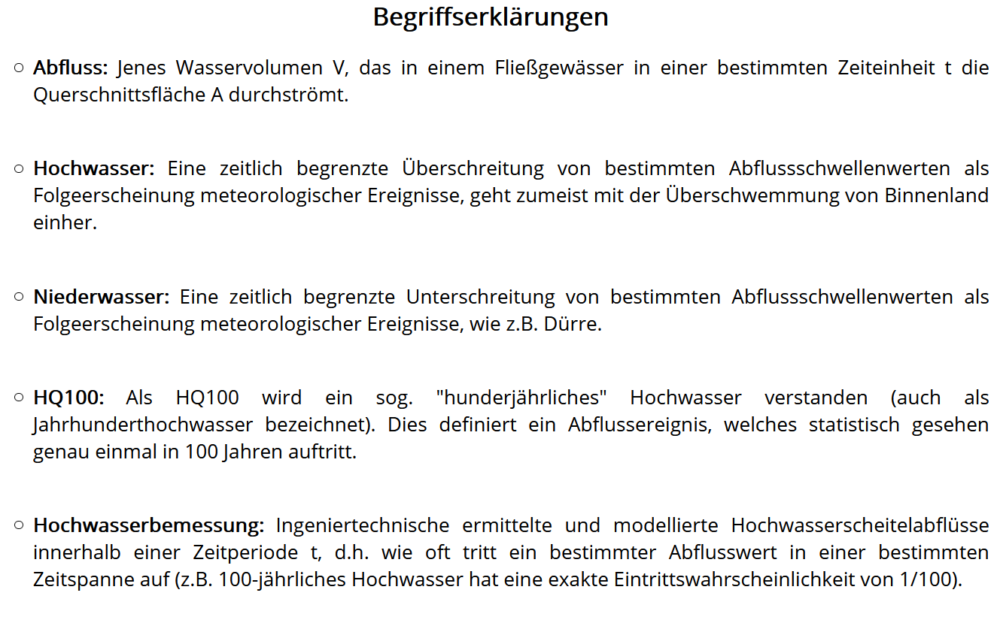 Begriffserklärungen
○ Abfluss: Jenes Wasservolumen V, das in einem Fließgewässer in einer bestimmten Zeiteinheit t die
Querschnittsfläche A durchströmt.
○ Hochwasser: Eine zeitlich begrenzte Überschreitung von bestimmten Abflussschwellenwerten als
Folgeerscheinung meteorologischer Ereignisse, geht zumeist mit der Überschwemmung von Binnenland
einher.
○ Niederwasser: Eine zeitlich begrenzte Unterschreitung von bestimmten Abflussschwellenwerten als
Folgeerscheinung meteorologischer Ereignisse, wie z.B. Dürre.
○ HQ100: Als HQ100 wird ein sog. "hunderjährliches" Hochwasser verstanden (auch als
Jahrhunderthochwasser bezeichnet). Dies definiert ein Abflussereignis, welches statistisch gesehen
genau einmal in 100 Jahren auftritt.
○ Hochwasserbemessung: Ingeniertechnische ermittelte und modellierte Hochwasserscheitelabflüsse
innerhalb einer Zeitperiode t, d.h. wie oft tritt ein bestimmter Abflusswert in einer bestimmten
Zeitspanne auf (z.B. 100-jährliches Hochwasser hat eine exakte Eintrittswahrscheinlichkeit von 1/100).